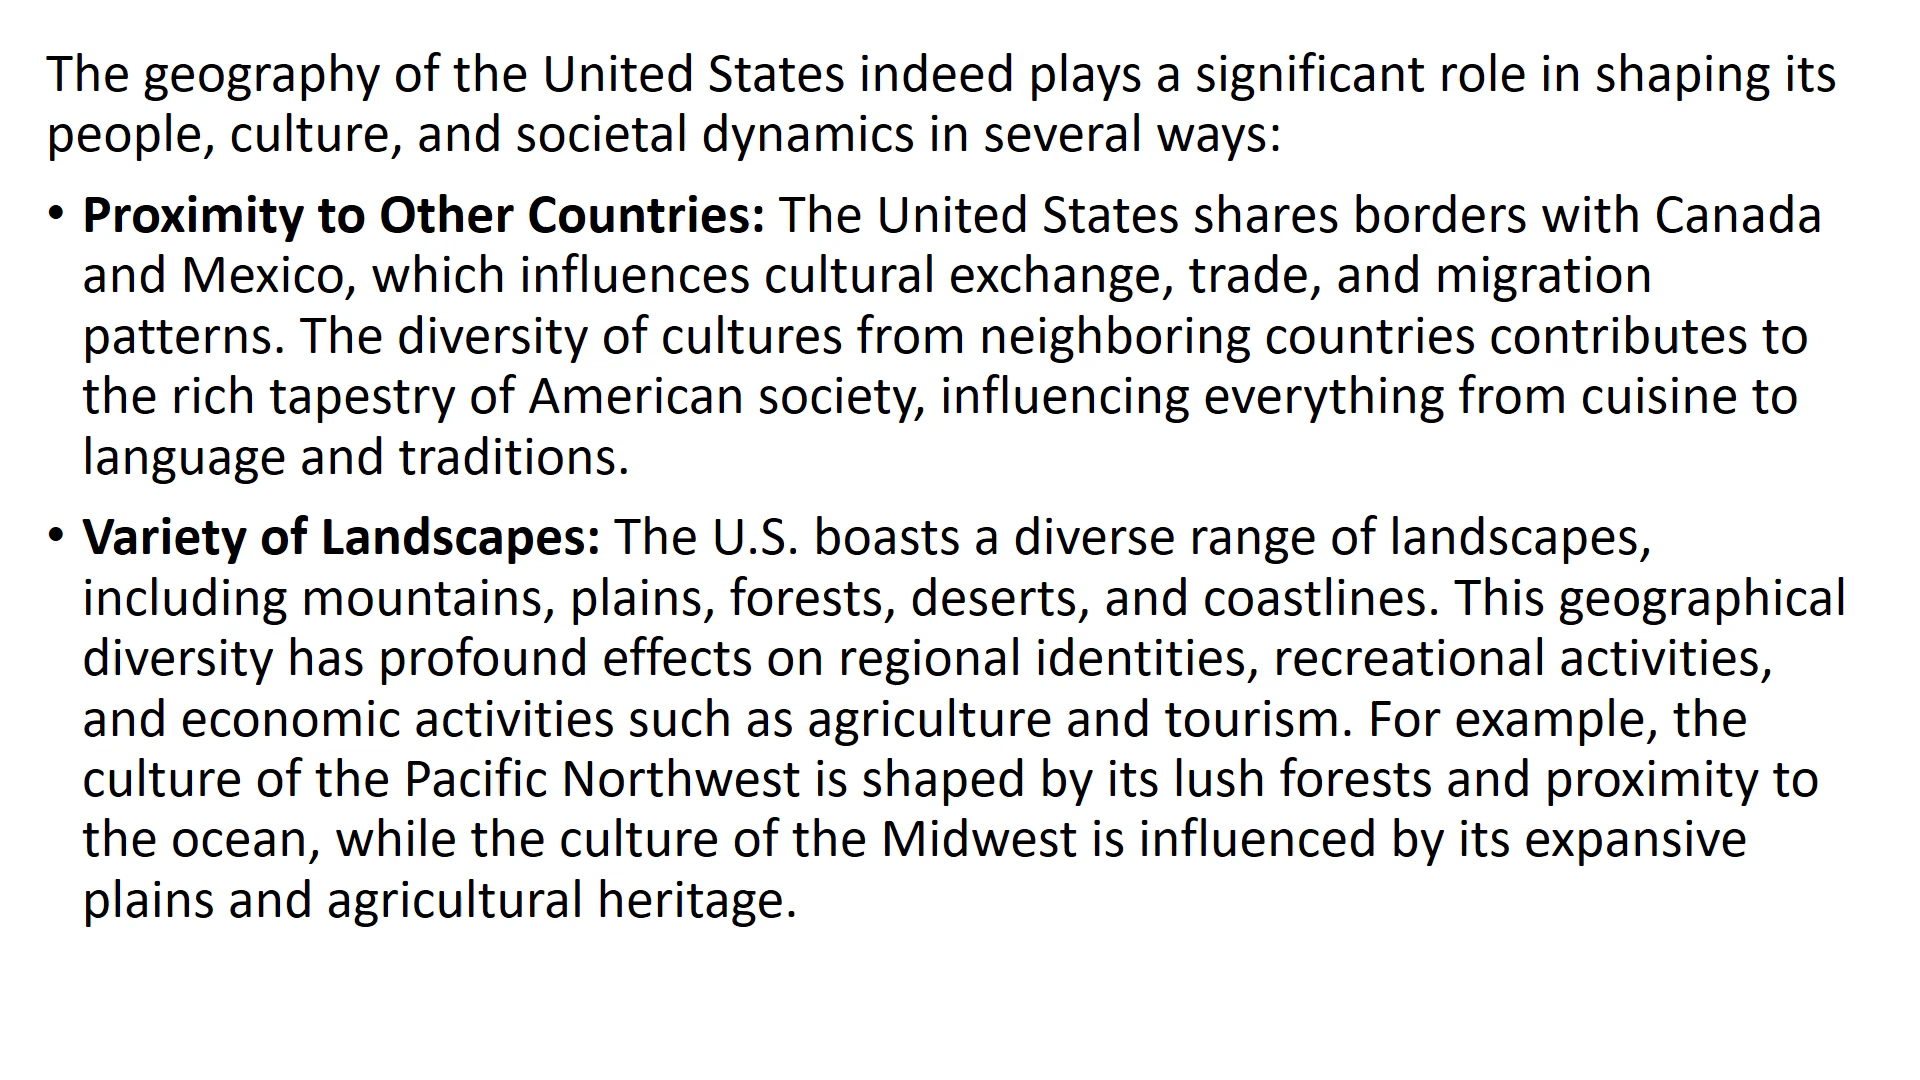 The geography of the United States indeed plays a significant role in shaping its
people, culture, and societal dynamics in several ways:
• Proximity to Other Countries: The United States shares borders with Canada
and Mexico, which influences cultural exchange, trade, and migration
patterns. The diversity of cultures from neighboring countries contributes to
the rich tapestry of American society, influencing everything from cuisine to
language and traditions.
• Variety of Landscapes: The U.S. boasts a diverse range of landscapes,
including mountains, plains, forests, deserts, and coastlines. This geographical
diversity has profound effects on regional identities, recreational activities,
and economic activities such as agriculture and tourism. For example, the
culture of the Pacific Northwest is shaped by its lush forests and proximity to
the ocean, while the culture of the Midwest is influenced by its expansive
plains and agricultural heritage.